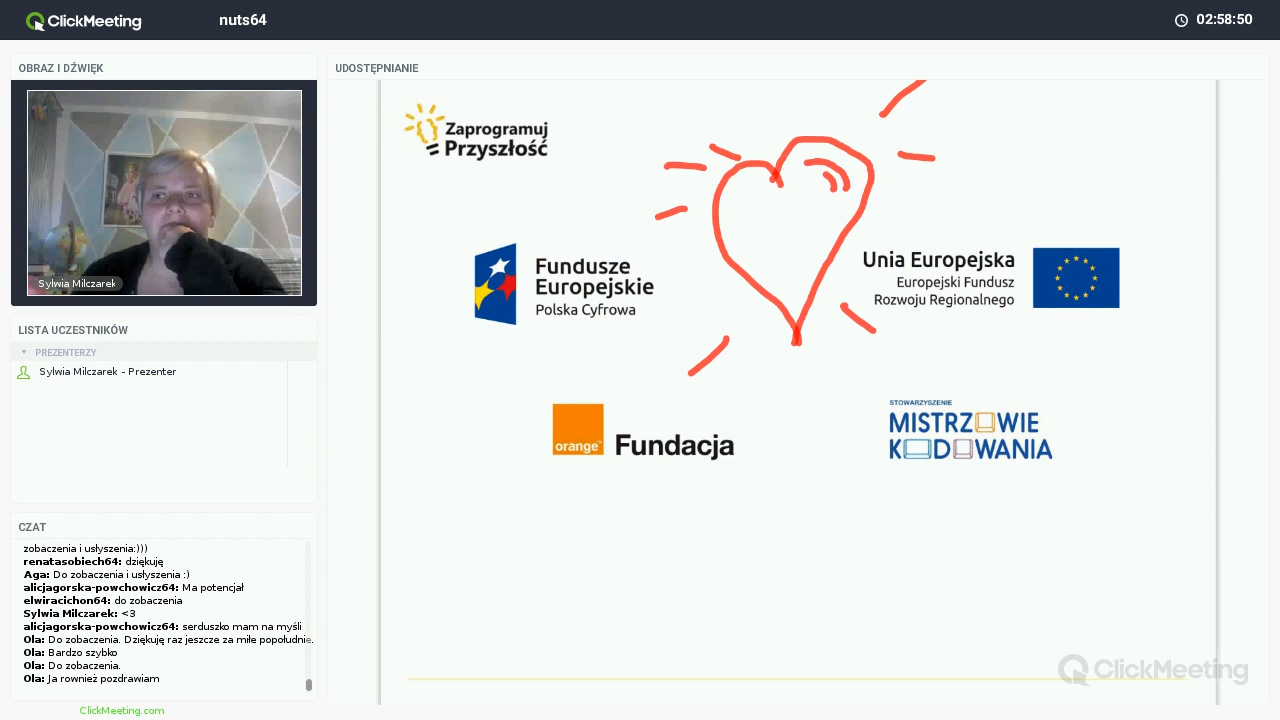 ClickMeeting
nuts64
02:58:50
OBRAZ I DŹWIĘK
Sylwia Milczarek
LISTA UCZESTNIKÓW
PREZENTERZY
Sylwia Milczarek - Prezenter
CZAT
zobaczenia i usłyszenia:)))
renatasobiech64: dziękuję
Aga: Do zobaczenia i usłyszenia :)
alicjagorska-powchowicz64: Ma potencjał
elwiracichon64: do zobaczenia
Sylwia Milczarek: <3
alicjagorska-powchowicz64: serduszko mam na myśli
Ola: Do zobaczenia. Dziękuję raz jeszcze za miłe popołudnie.
Ola: Bardzo szybko
Ola: Do zobaczenia.
Ola: Ja rownież pozdrawiam
ClickMeeting.com
UDOSTĘPNIANIE
Zaprogramuj
Przyszłość
Fundusze
Europejskie
Polska Cyfrowa
Unia Europejska
Europejski Fundusz
Rozwoju Regionalnego
orange™
Fundacja
STOWARZYSZENIE
MISTRZOWIE
KODOWANIA
ClickMeeting